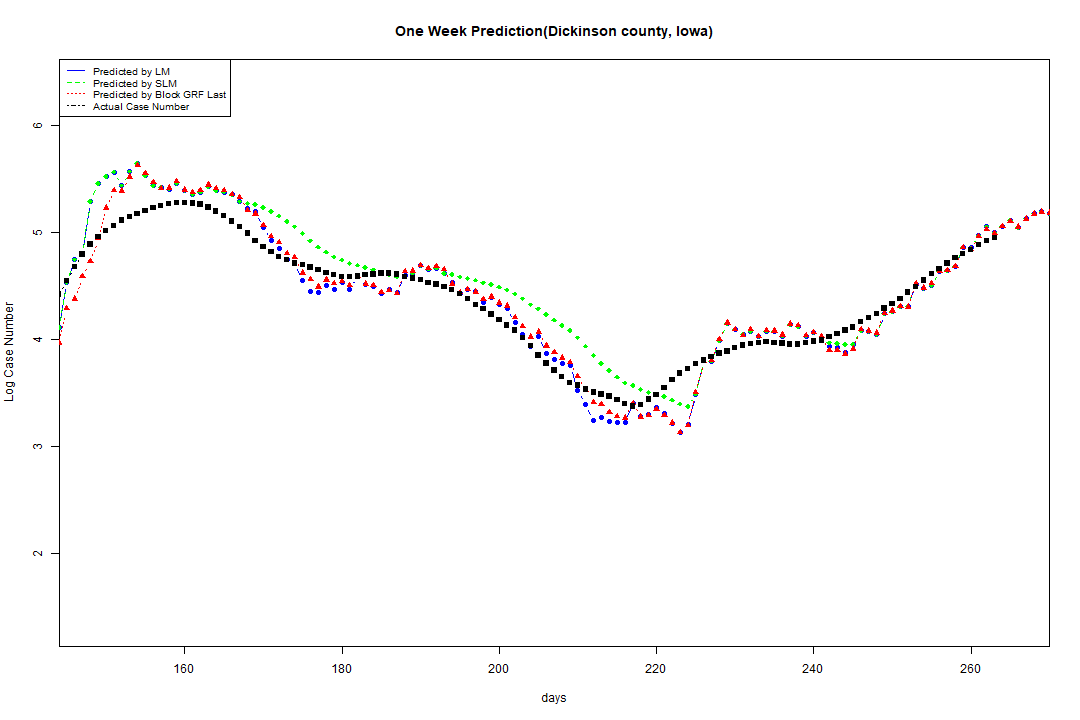 One Week Prediction(Dickinson county, Iowa)
Predicted by LM
Predicted by SLM
Predicted by Block GRF Last
Actual Case Number
6
5
4
3
2
Log Case Number
160 180 200 220 240 260
days